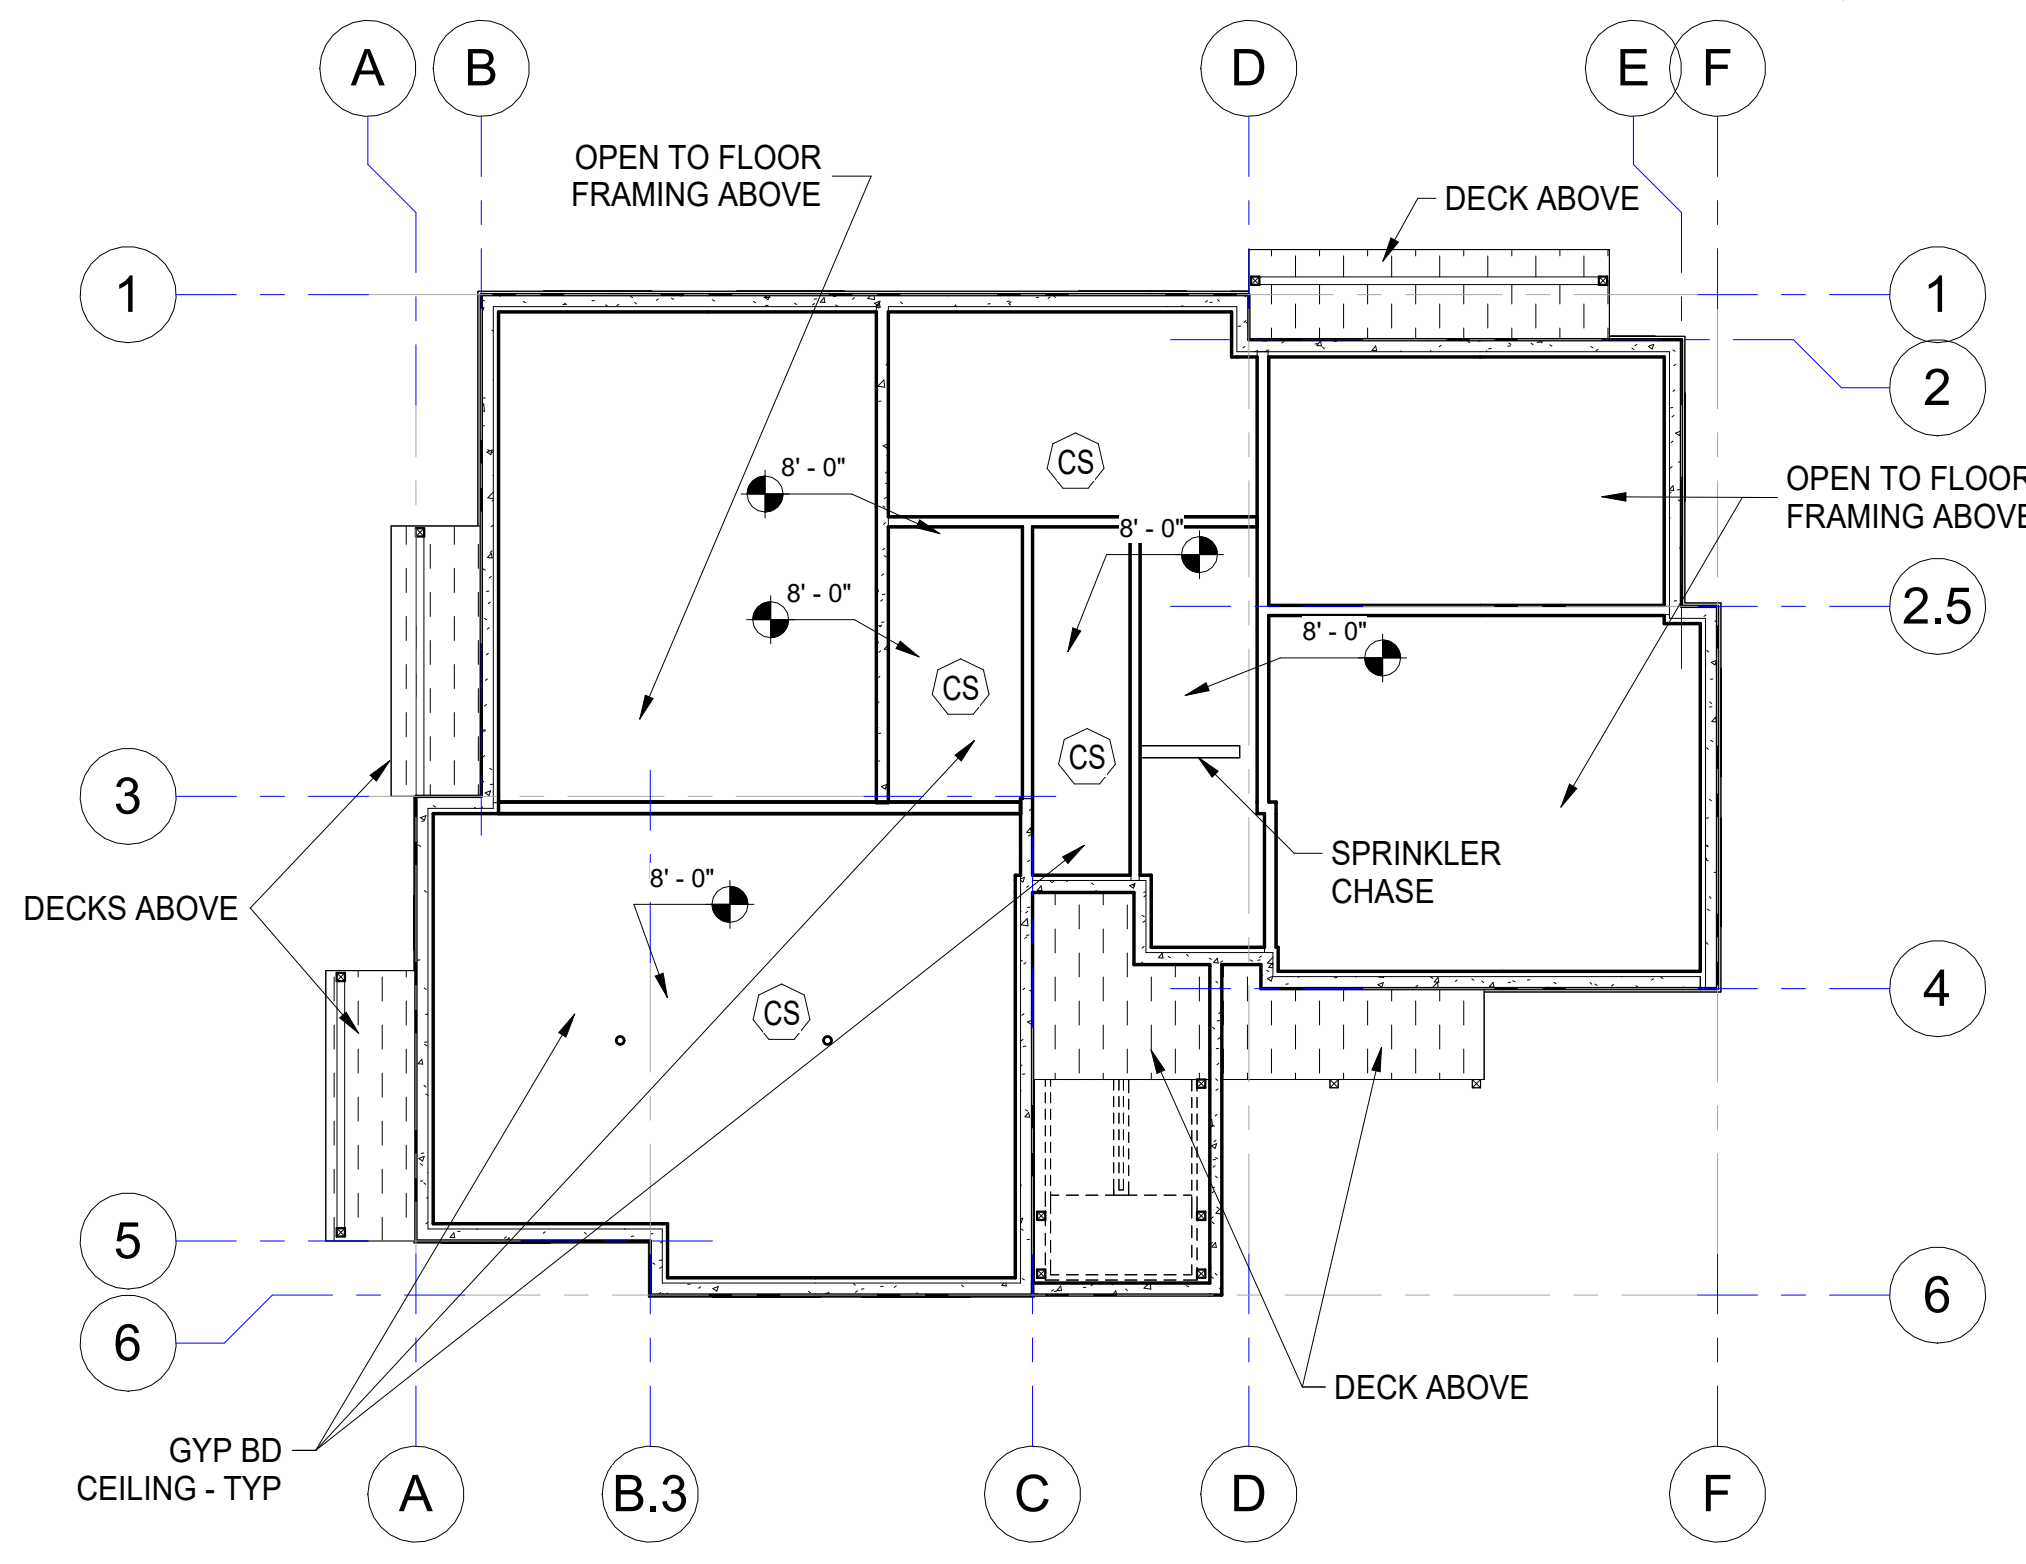 A
B
D
E
F
OPEN TO FLOOR
FRAMING ABOVE
DECK ABOVE
1
1
2
8' - 0"
CS
OPEN TO FLOOR
FRAMING ABOVE
8' - 0"
8' - 0"
2.5
8' - 0"
CS
CS
3
SPRINKLER
CHASE
8' - 0"
DECKS ABOVE
CS
4
5
6
6
DECK ABOVE
GYP BD
CEILING - TYP
A
B.3
C
D
F